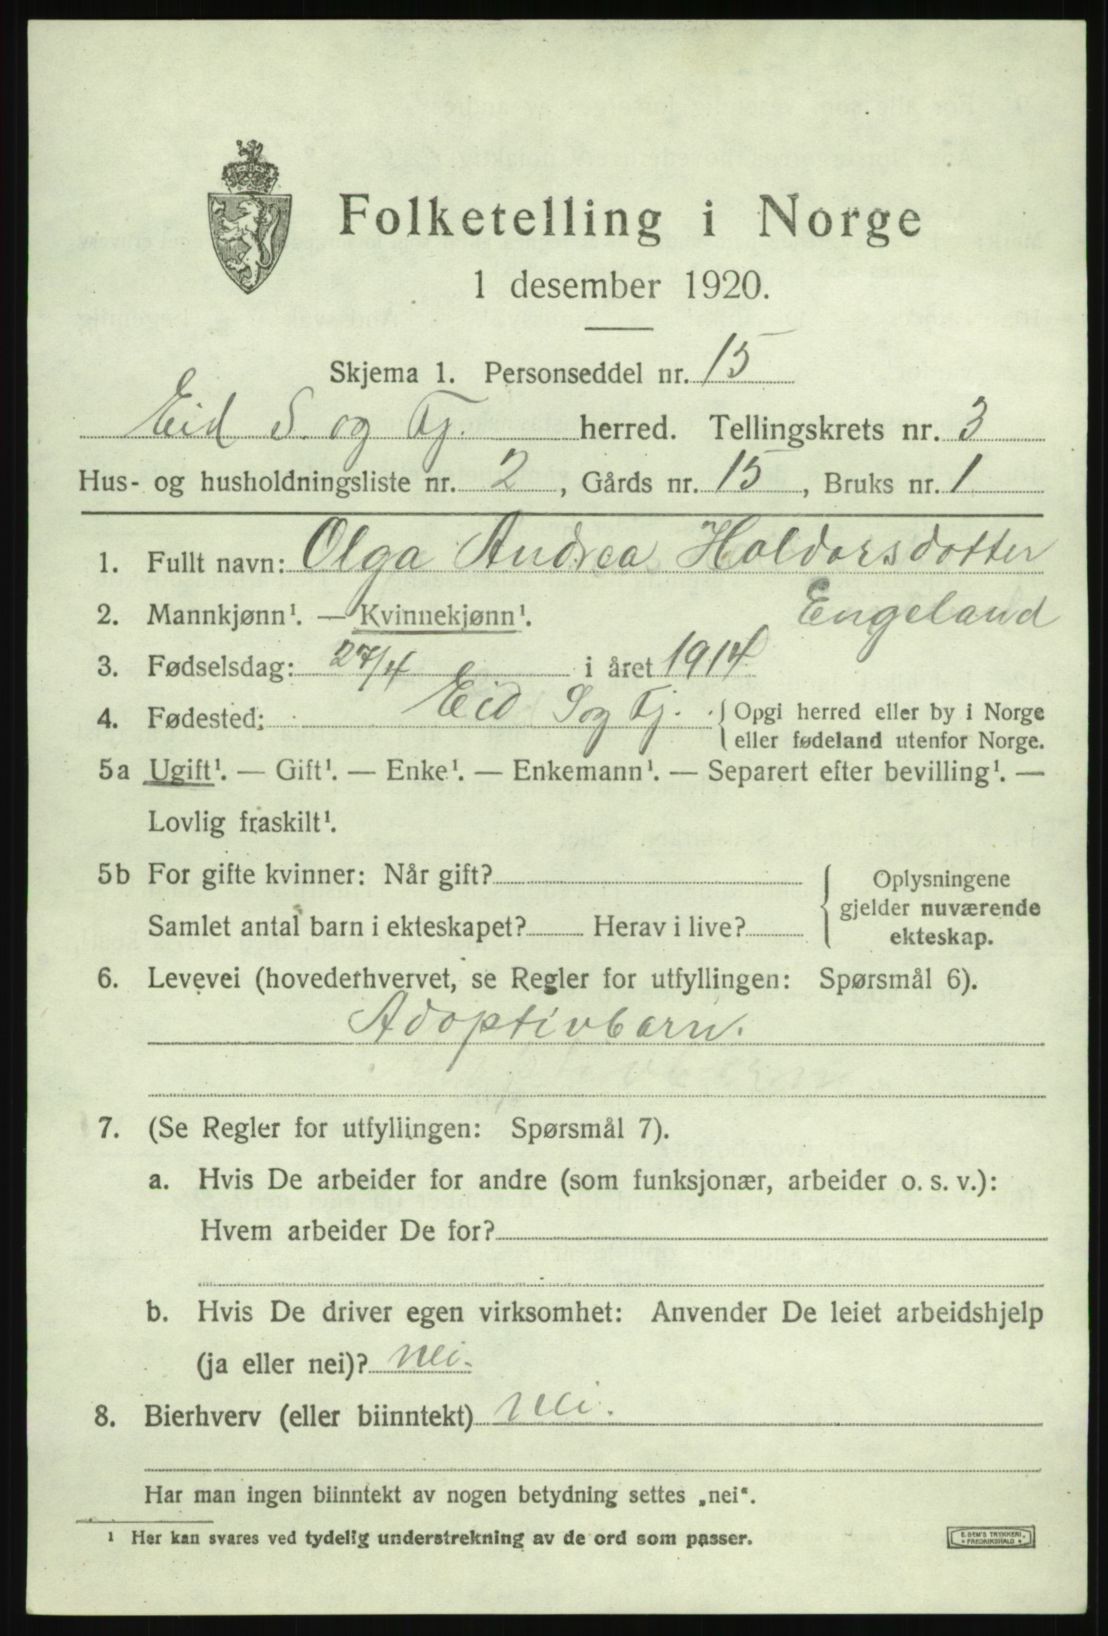 Folketelling i Norge
1 desember 1920.
Skjema 1. Personseddel nr. 15
Eid S. og Fj. herred. Tellingskrets nr. 3
Hus- og husholdningsliste nr. 2, Gårds nr. 15, Bruks nr. 1
1. Fullt navn: Olga Andrea Haldorsdotter
Engeland
2. Mannkjønn¹. — Kvinnekjønn¹.
3. Fødselsdag: 27/4 i året 1914
4. Fødested: Eid S og Fj. Opgi herred eller by i Norge
eller fødeland utenfor Norge.
5a Ugift¹. — Gift¹. — Enke¹. — Enkemann¹. — Separert efter bevilling¹. —
Lovlig fraskilt¹.
5b For gifte kvinner: Når gift?
Samlet antal barn i ekteskapet? Herav i live?
Oplysningene
gjelder nuværende
ekteskap.
6. Levevei (hovederhvervet, se Regler for utfyllingen: Spørsmål 6).
Adoptivbarn.
7. (Se Regler for utfyllingen: Spørsmål 7).
a. Hvis De arbeider for andre (som funksjonær, arbeider o. s. v.):
Hvem arbeider De for?
b. Hvis De driver egen virksomhet: Anvender De leiet arbeidshjelp
(ja eller nei)? nei.
8. Bierhverv (eller biinntekt) nei.
Har man ingen biinntekt av nogen betydning settes „nei“.
¹ Her kan svares ved tydelig understrekning av de ord som passer.
E. SEM'S TRYKKERI
FREDRIKSHALD